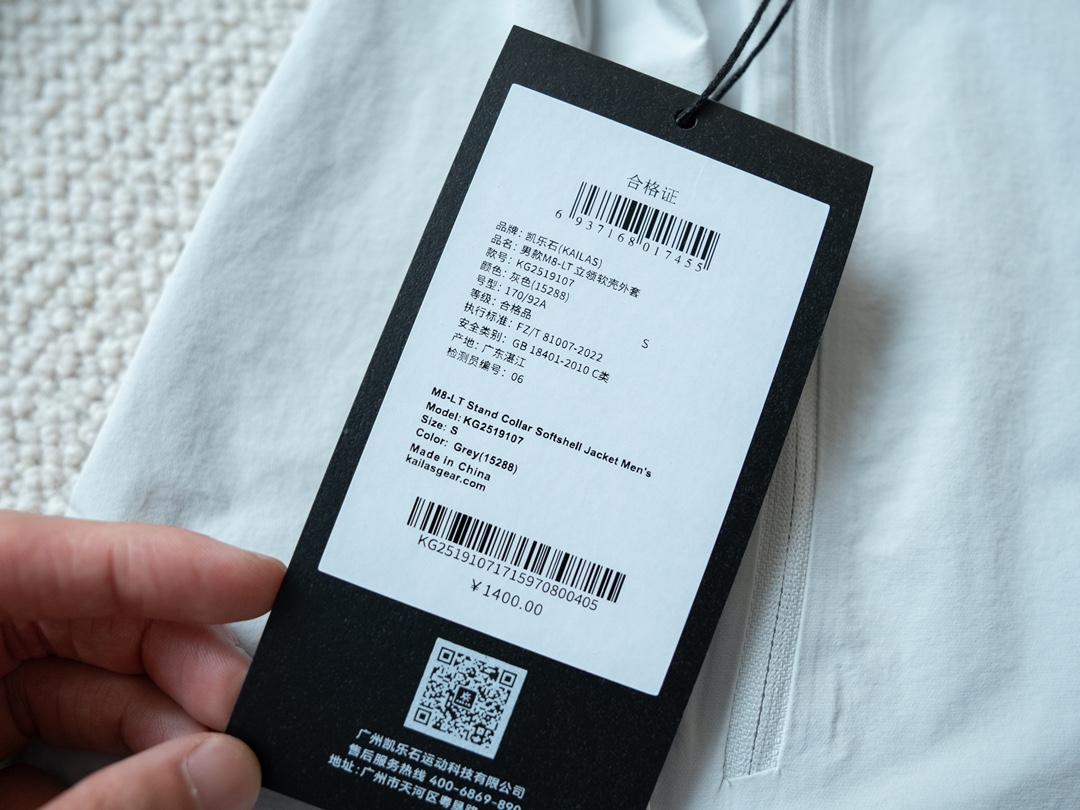 合格证
6 937168 017455
品牌: 凯乐石(KAILAS)
品名: 男款M8-LT 立领软壳外套
款号: KG2519107
颜色: 灰色(15288)
号型: 170/92A S
等级: 合格品
执行标准: FZ/T 81007-2022
安全类别: GB 18401-2010 C类
产地: 广东湛江
检测员编号: 06
M8-LT Stand Collar Softshell Jacket Men's
Model: KG2519107
Size: S
Color: Grey(15288)
Made in China
kailasgear.com
KG25191071715970800405
¥1400.00
广州凯乐石运动科技有限公司
售后服务热线 400-6869-890
地址:广州市天河区粤垦路